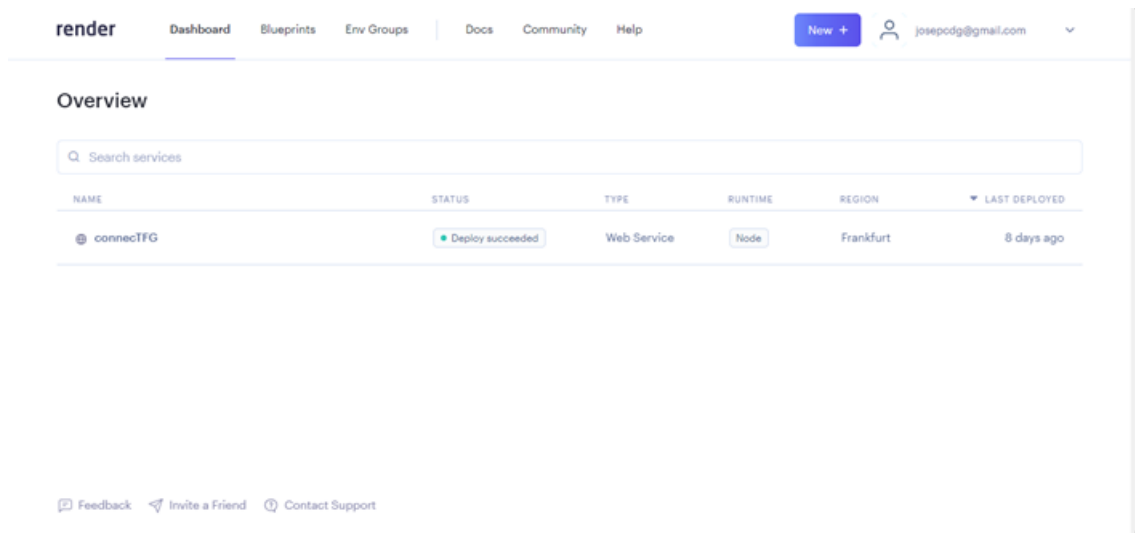 render Dashboard Blueprints Env Groups Docs Community Help New + josepcdg@gmail.com
Overview
Search services
NAME STATUS TYPE RUNTIME REGION LAST DEPLOYED
connecTFG Deploy succeeded Web Service Node Frankfurt 8 days ago
Feedback Invite a Friend Contact Support